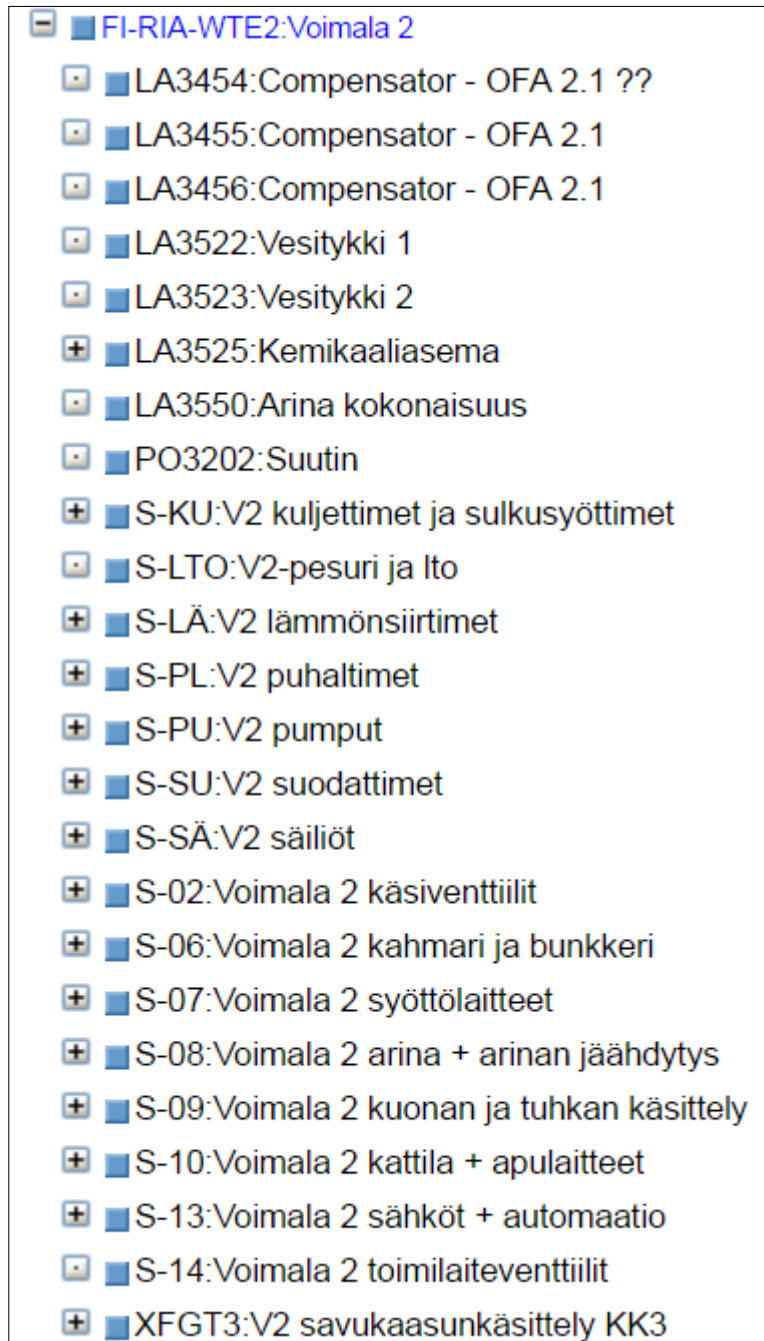 FI-RIA-WTE2:Voimala 2
LA3454:Compensator - OFA 2.1 ??
LA3455:Compensator - OFA 2.1
LA3456:Compensator - OFA 2.1
LA3522:Vesitykki 1
LA3523:Vesitykki 2
LA3525:Kemikaaliasema
LA3550:Arina kokonaisuus
PO3202:Suutin
S-KU:V2 kuljettimet ja sulkusyöttimet
S-LTO:V2-pesuri ja lto
S-LÄ:V2 lämmönsiirtimet
S-PL:V2 puhaltimet
S-PU:V2 pumput
S-SU:V2 suodattimet
S-SÄ:V2 säiliöt
S-02:Voimala 2 käsiventtiilit
S-06:Voimala 2 kahmari ja bunkkeri
S-07:Voimala 2 syöttölaitteet
S-08:Voimala 2 arina + arinan jäähdytys
S-09:Voimala 2 kuonan ja tuhkan käsittely
S-10:Voimala 2 kattila + apulaitteet
S-13:Voimala 2 sähköt + automaatio
S-14:Voimala 2 toimilaiteventtiilit
XFGT3:V2 savukaasunkäsittely KK3